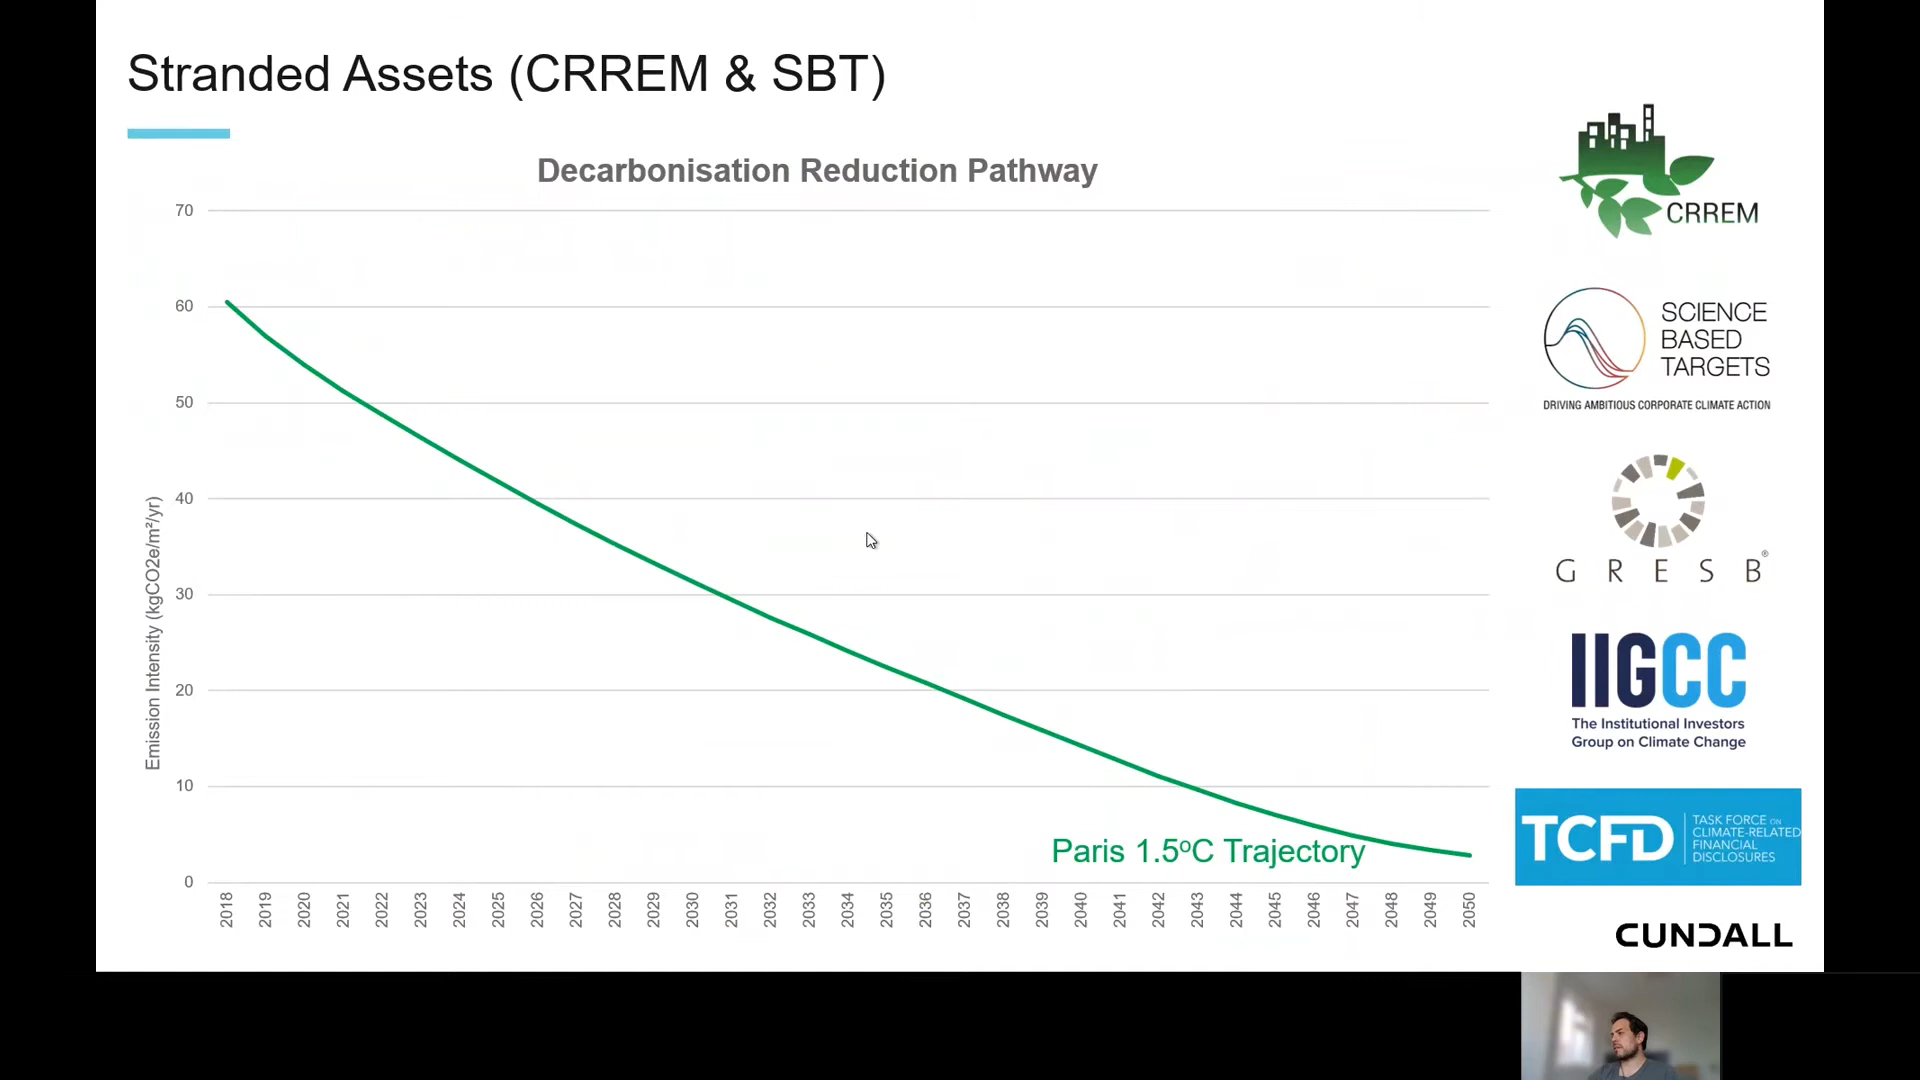 Stranded Assets (CRREM & SBT)
Decarbonisation Reduction Pathway
70
60
50
40
30
20
10
0
Emission Intensity (kgCO2e/m²/yr)
Paris 1.5ºC Trajectory
2018 2019 2020 2021 2022 2023 2024 2025 2026 2027 2028 2029 2030 2031 2032 2033 2034 2035 2036 2037 2038 2039 2040 2041 2042 2043 2044 2045 2046 2047 2048 2049 2050
CRREM
SCIENCE
BASED
TARGETS
DRIVING AMBITIOUS CORPORATE CLIMATE ACTION
GRESB®
IIGCC
The Institutional Investors
Group on Climate Change
TCFD
TASK FORCE ON
CLIMATE-RELATED
FINANCIAL
DISCLOSURES
CUNDALL